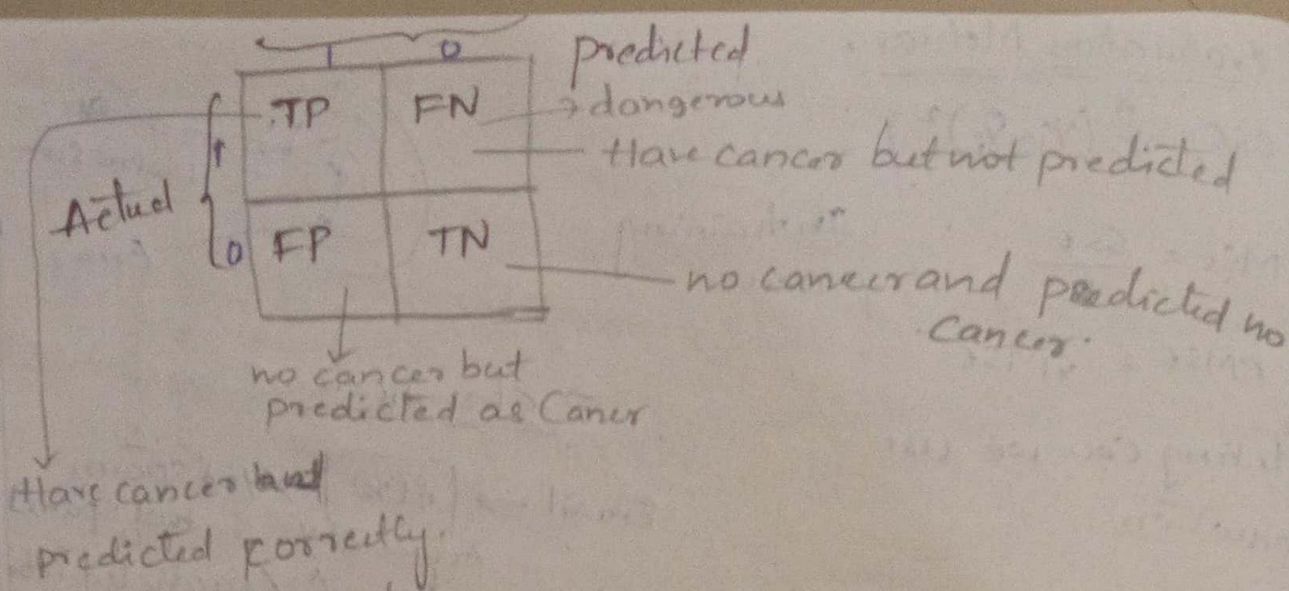 1 0 predicted
TP FN → dangerous
1
Have cancer but not predicted
Actual
0 FP TN
no cancer and predicted no
cancer.
no cancer but
predicted as Cancr
Have cancer and
predicted correctly.